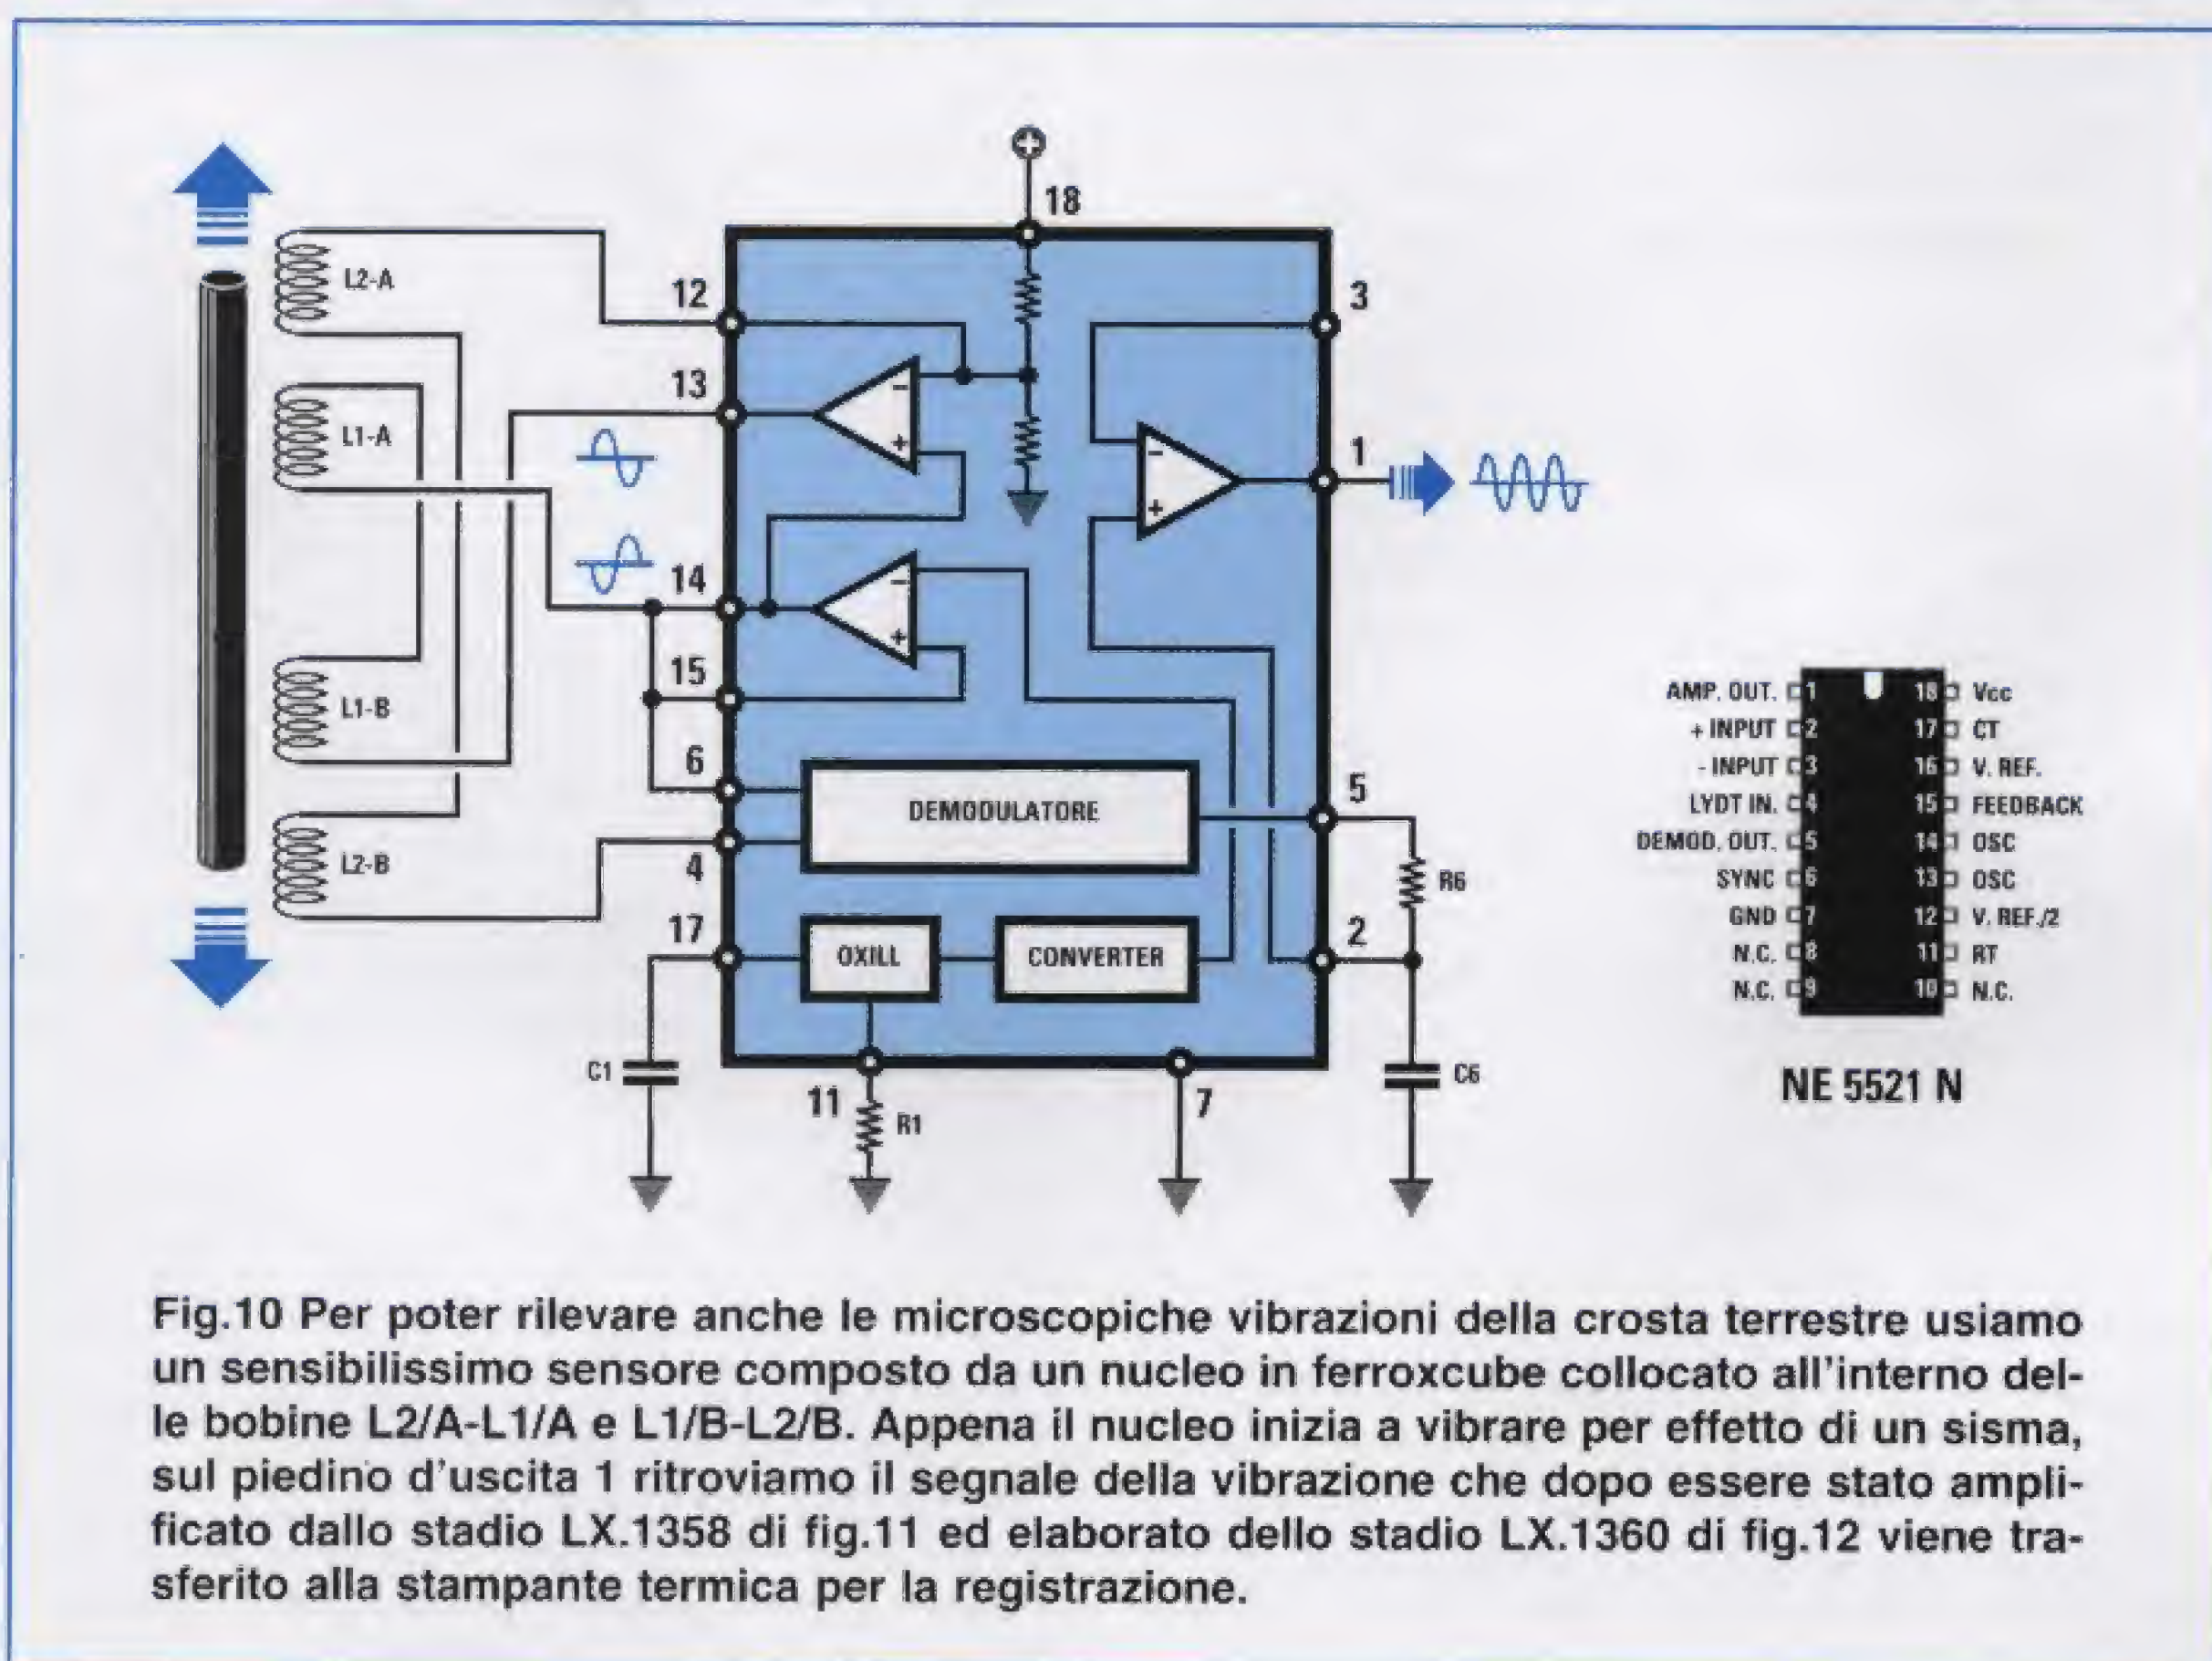 18
12
3
L2-A
13
L1-A
1
14
15
L1-B
6
5
DEMODULATORE
4
L2-B
R6
17
2
OXILL
CONVERTER
C1
C6
11
R1
7
AMP. OUT. 1 18 Vcc
+ INPUT 2 17 CT
- INPUT 3 16 V. REF.
LYDT IN. 4 15 FEEDBACK
DEMOD. OUT. 5 14 OSC
SYNC 6 13 OSC
GND 7 12 V. REF./2
N.C. 8 11 RT
N.C. 9 10 N.C.
NE 5521 N
Fig.10 Per poter rilevare anche le microscopiche vibrazioni della crosta terrestre usiamo
un sensibilissimo sensore composto da un nucleo in ferroxcube collocato all'interno del-
le bobine L2/A-L1/A e L1/B-L2/B. Appena il nucleo inizia a vibrare per effetto di un sisma,
sul piedino d'uscita 1 ritroviamo il segnale della vibrazione che dopo essere stato ampli-
ficato dallo stadio LX.1358 di fig.11 ed elaborato dello stadio LX.1360 di fig.12 viene tra-
sferito alla stampante termica per la registrazione.